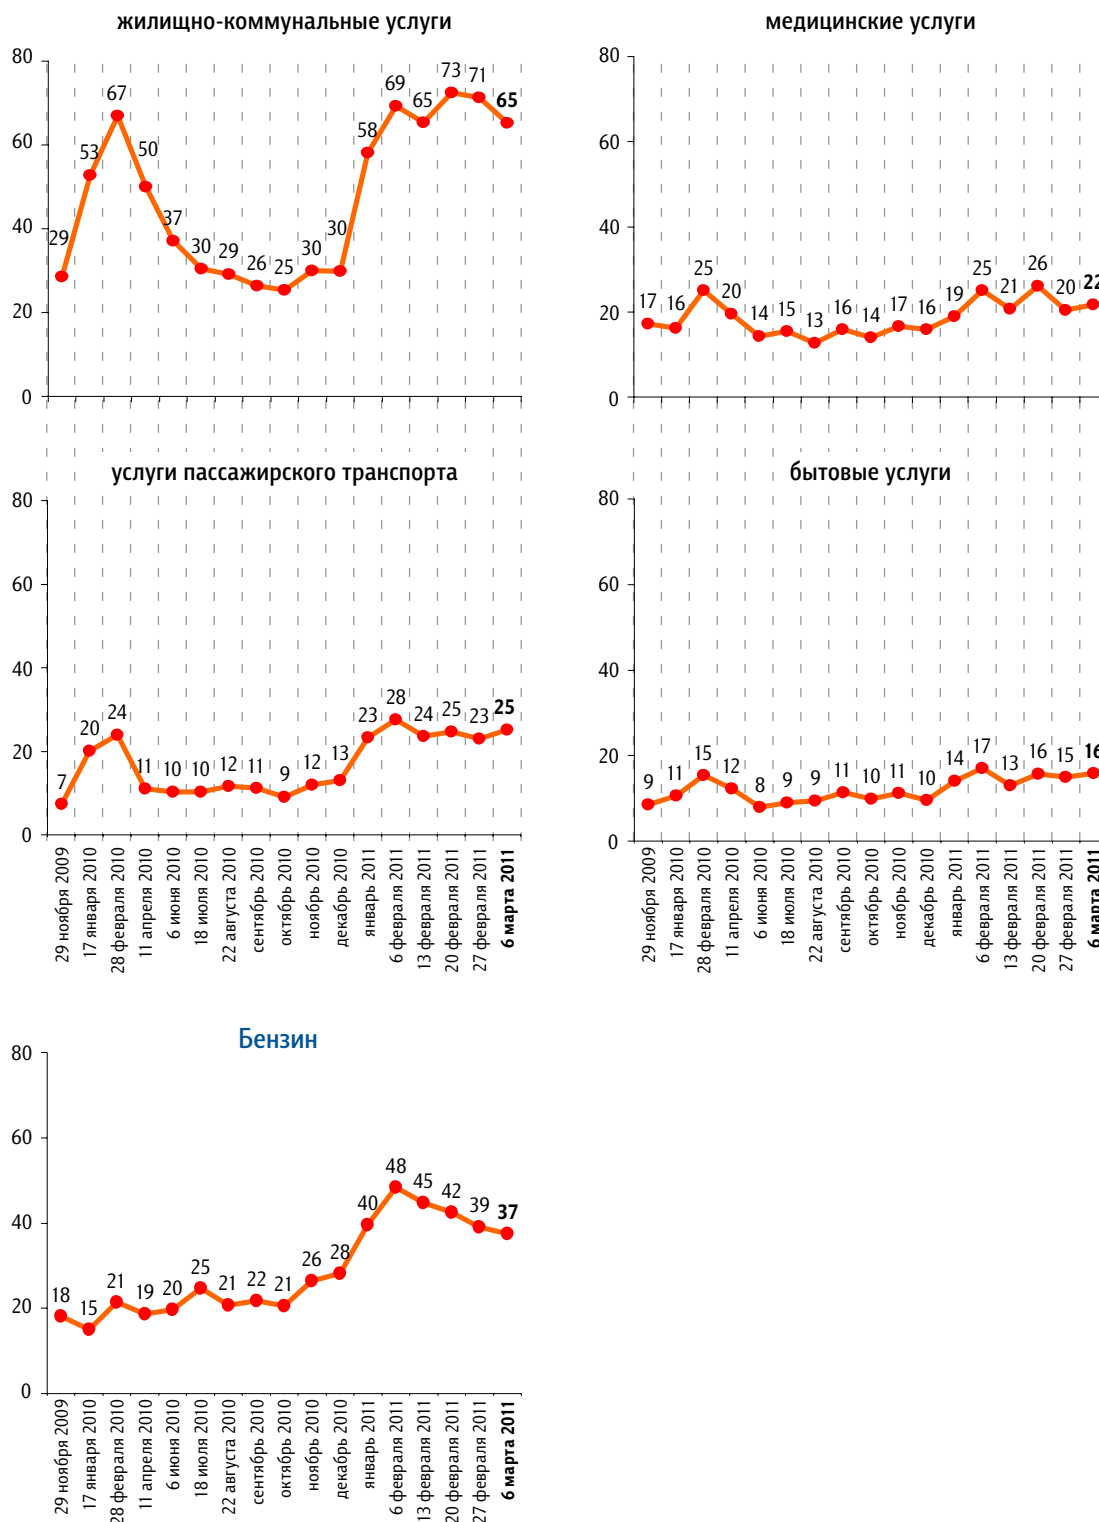 жилищно-коммунальные услуги
80
60
40
20
0
29
53
67
50
37
30
29
26
25
30
30
58
69
65
73
71
65
медицинские услуги
80
60
40
20
0
17
16
25
20
14
15
13
16
14
17
16
19
25
21
26
20
22
услуги пассажирского транспорта
80
60
40
20
0
7
20
24
11
10
10
12
11
9
12
13
23
28
24
25
23
25
29 ноября 2009
17 января 2010
28 февраля 2010
11 апреля 2010
6 июня 2010
18 июля 2010
22 августа 2010
сентябрь 2010
октябрь 2010
ноябрь 2010
декабрь 2010
январь 2011
6 февраля 2011
13 февраля 2011
20 февраля 2011
27 февраля 2011
6 марта 2011
бытовые услуги
80
60
40
20
0
9
11
15
12
8
9
9
11
10
11
10
14
17
13
16
15
16
29 ноября 2009
17 января 2010
28 февраля 2010
11 апреля 2010
6 июня 2010
18 июля 2010
22 августа 2010
сентябрь 2010
октябрь 2010
ноябрь 2010
декабрь 2010
январь 2011
6 февраля 2011
13 февраля 2011
20 февраля 2011
27 февраля 2011
6 марта 2011
Бензин
80
60
40
20
0
18
15
21
19
20
25
21
22
21
26
28
40
48
45
42
39
37
29 ноября 2009
17 января 2010
28 февраля 2010
11 апреля 2010
6 июня 2010
18 июля 2010
22 августа 2010
сентябрь 2010
октябрь 2010
ноябрь 2010
декабрь 2010
январь 2011
6 февраля 2011
13 февраля 2011
20 февраля 2011
27 февраля 2011
6 марта 2011